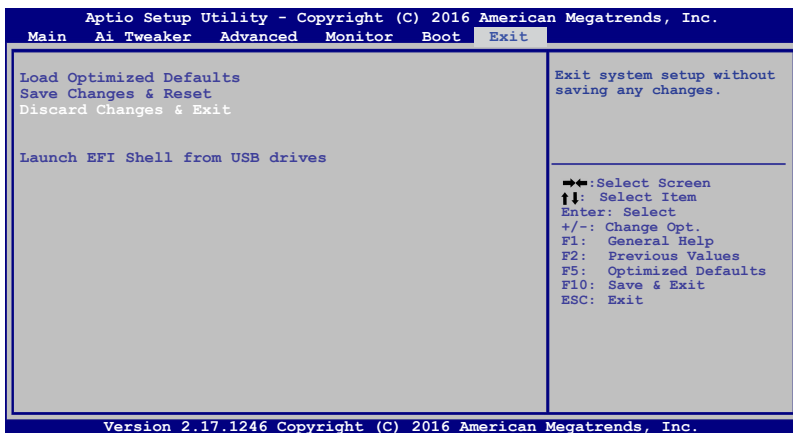 Aptio Setup Utility - Copyright (C) 2016 American Megatrends, Inc.
Main Ai Tweaker Advanced Monitor Boot Exit
Load Optimized Defaults
Save Changes & Reset
Discard Changes & Exit
Launch EFI Shell from USB drives
Exit system setup without
saving any changes.
→←:Select Screen
↑↓: Select Item
Enter: Select
+/-: Change Opt.
F1: General Help
F2: Previous Values
F5: Optimized Defaults
F10: Save & Exit
ESC: Exit
Version 2.17.1246 Copyright (C) 2016 American Megatrends, Inc.